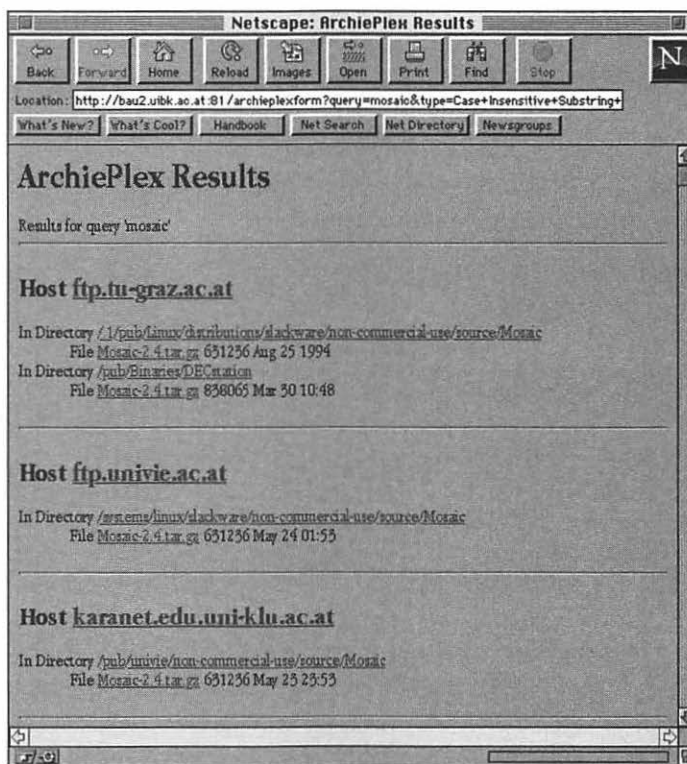 Netscape: ArchiePlex Results
Back Forward Home Reload Images Open Print Find Stop
N
Location: http://bau2.uibk.ac.at:81/archieplexform?query=mosaic&type=Case+Insensitive+Substring+
What's New? What's Cool? Handbook Net Search Net Directory Newsgroups
ArchiePlex Results
Results for query 'mosaic'
Host ftp.tu-graz.ac.at
In Directory /.1/pub/Linux/distributions/slackware/non-commercial-use/source/Mosaic
File Mosaic-2.4.tar.gz 631236 Aug 25 1994
In Directory /pub/Binaries/DECstation
File Mosaic-2.4.tar.gz 838065 Mar 30 10:48
Host ftp.univie.ac.at
In Directory /systems/linux/slackware/non-commercial-use/source/Mosaic
File Mosaic-2.4.tar.gz 631236 May 24 01:53
Host karanet.edu.uni-klu.ac.at
In Directory /pub/univie/non-commercial-use/source/Mosaic
File Mosaic-2.4.tar.gz 631236 May 23 23:53